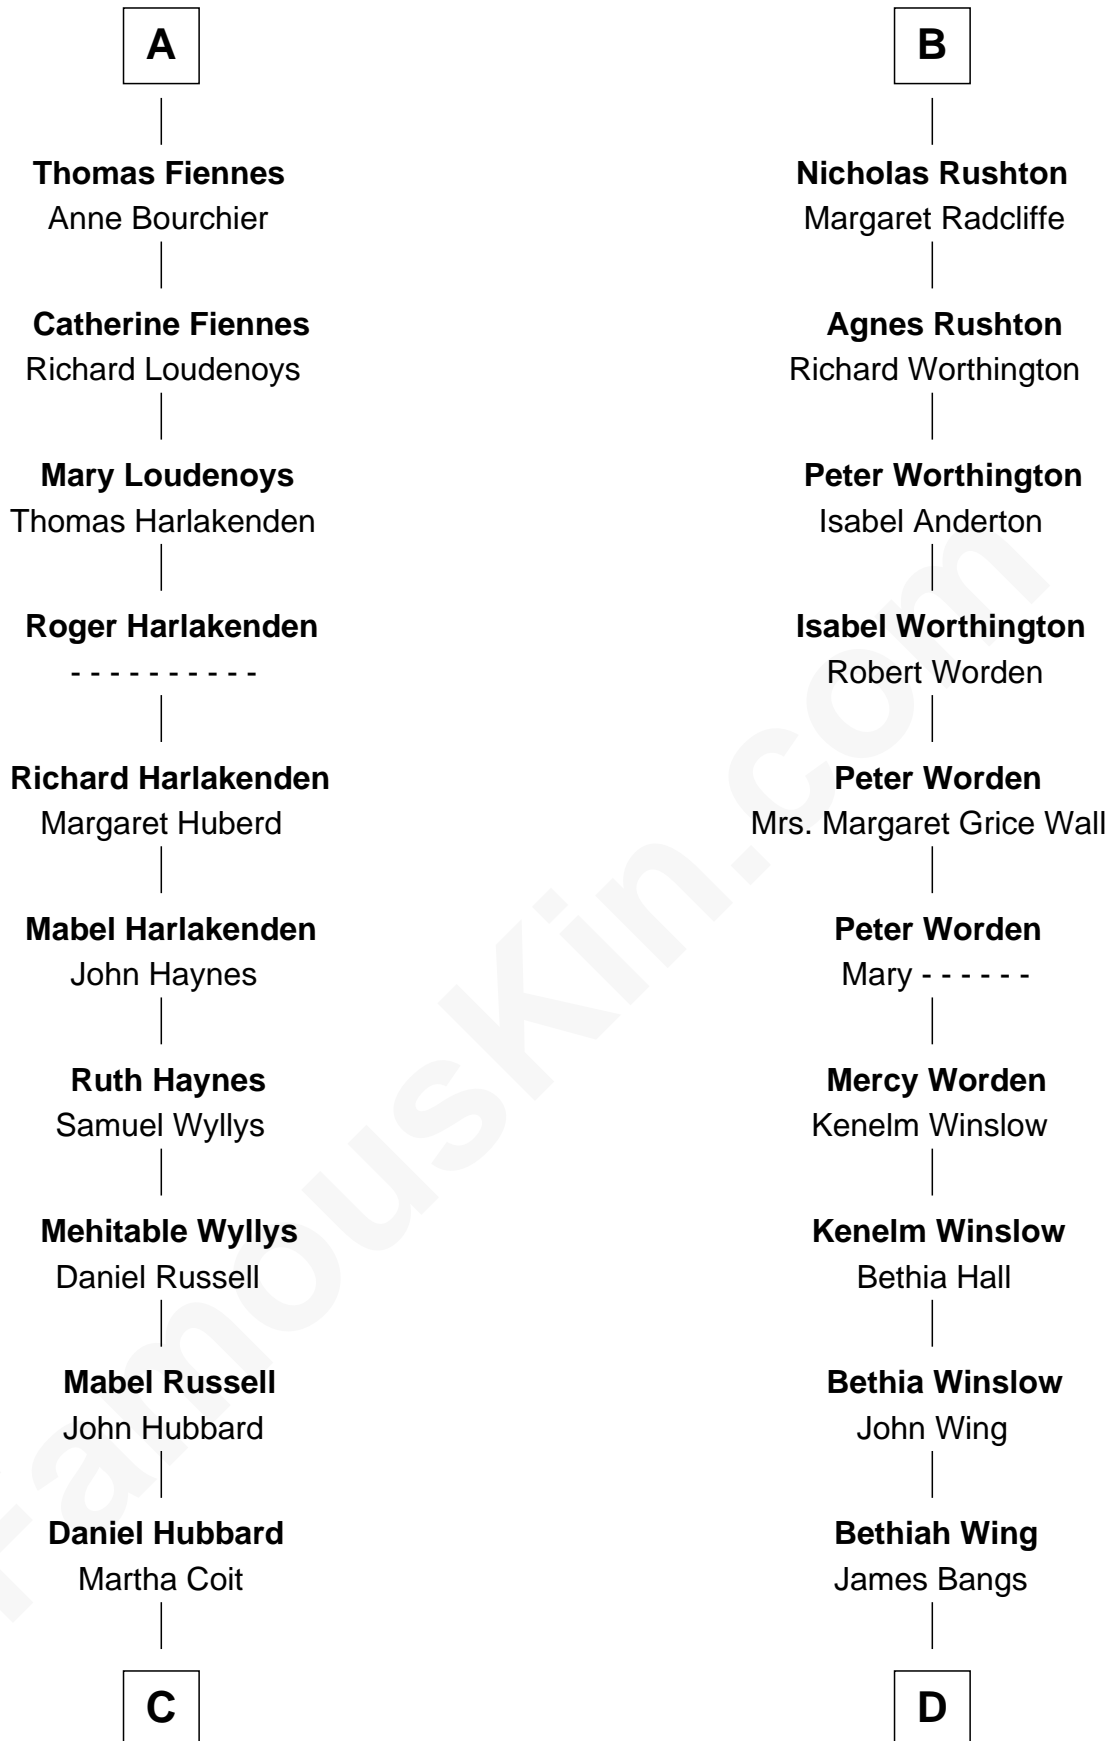 A
Thomas Fiennes
Anne Bourchier
Catherine Fiennes
Richard Loudenoys
Mary Loudenoys
Thomas Harlakenden
Roger Harlakenden
- - - - - - - - - -
Richard Harlakenden
Margaret Huberd
Mabel Harlakenden
John Haynes
Ruth Haynes
Samuel Wyllys
Mehitable Wyllys
Daniel Russell
Mabel Russell
John Hubbard
Daniel Hubbard
Martha Coit
C
B
Nicholas Rushton
Margaret Radcliffe
Agnes Rushton
Richard Worthington
Peter Worthington
Isabel Anderton
Isabel Worthington
Robert Worden
Peter Worden
Mrs. Margaret Grice Wall
Peter Worden
Mary - - - - - -
Mercy Worden
Kenelm Winslow
Kenelm Winslow
Bethia Hall
Bethia Winslow
John Wing
Bethiah Wing
James Bangs
D
FamousKin.com